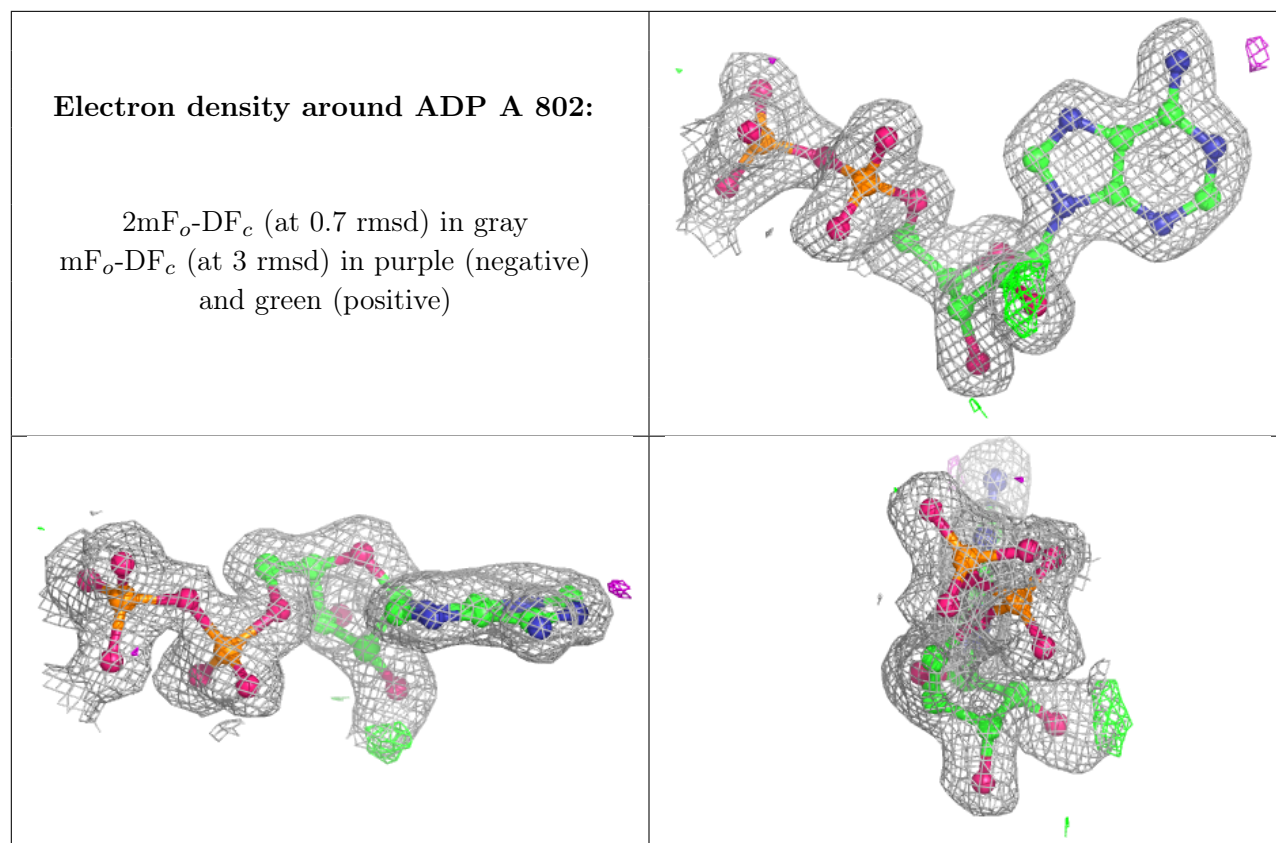 Electron density around ADP A 802:
2mFo-DFc (at 0.7 rmsd) in gray
mFo-DFc (at 3 rmsd) in purple (negative)
and green (positive)